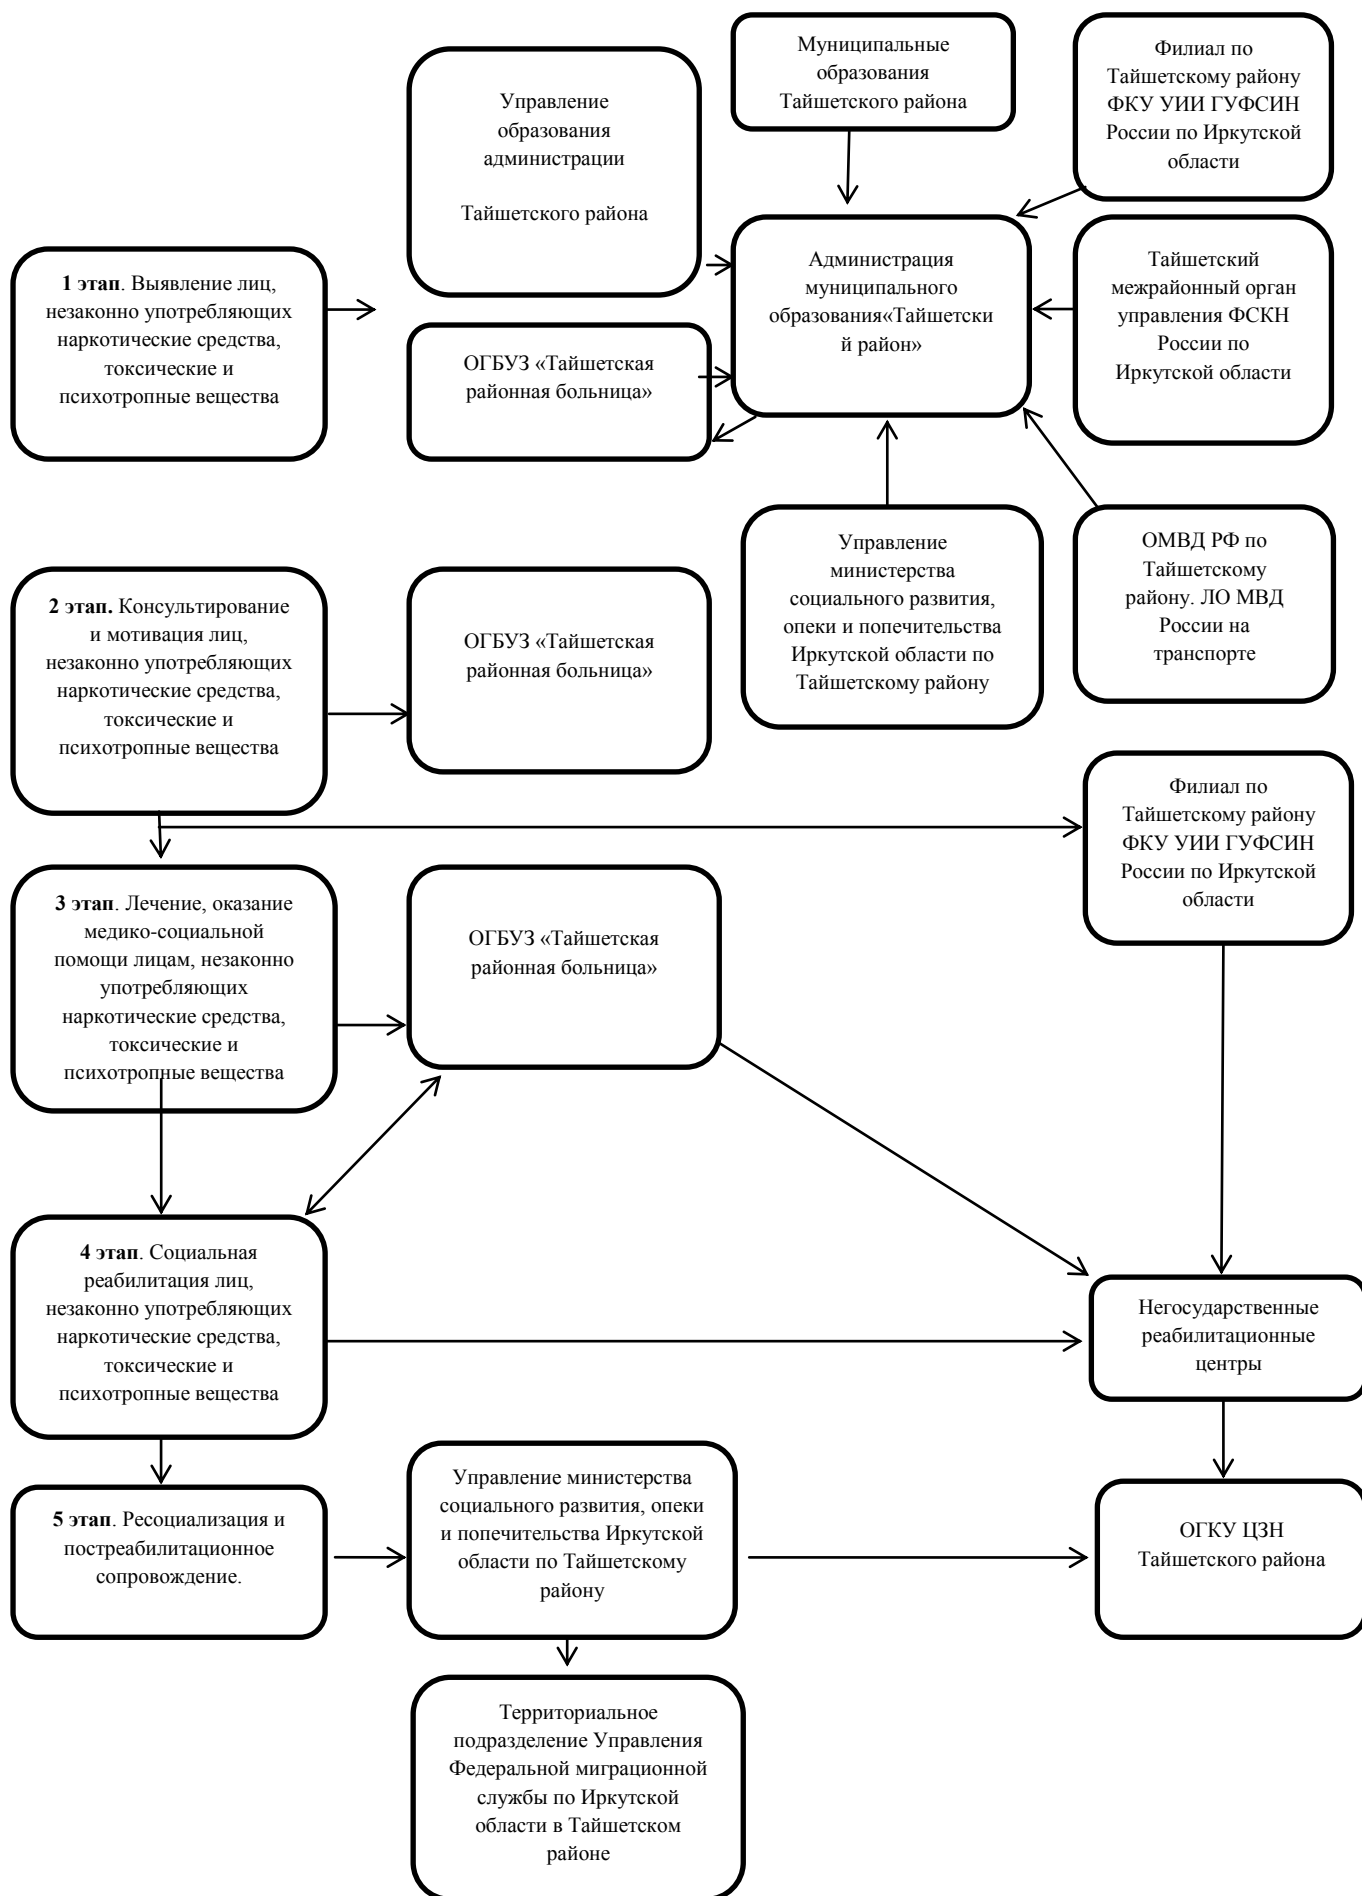 Муниципальные
образования
Тайшетского района
Филиал по
Тайшетскому району
ФКУ УИИ ГУФСИН
России по Иркутской
области
Управление
образования
администрации
Тайшетского района
1 этап. Выявление лиц,
незаконно употребляющих
наркотические средства,
токсические и
психотропные вещества
Администрация
муниципального
образования«Тайшетски
й район»
Тайшетский
межрайонный орган
управления ФСКН
России по
Иркутской области
ОГБУЗ «Тайшетская
районная больница»
2 этап. Консультирование
и мотивация лиц,
незаконно употребляющих
наркотические средства,
токсические и
психотропные вещества
ОГБУЗ «Тайшетская
районная больница»
Управление
министерства
социального развития,
опеки и попечительства
Иркутской области по
Тайшетскому району
ОМВД РФ по
Тайшетскому
району. ЛО МВД
России на
транспорте
Филиал по
Тайшетскому району
ФКУ УИИ ГУФСИН
России по Иркутской
области
3 этап. Лечение, оказание
медико-социальной
помощи лицам, незаконно
употребляющих
наркотические средства,
токсические и
психотропные вещества
ОГБУЗ «Тайшетская
районная больница»
4 этап. Социальная
реабилитация лиц,
незаконно употребляющих
наркотические средства,
токсические и
психотропные вещества
Негосударственные
реабилитационные
центры
5 этап. Ресоциализация и
постреабилитационное
сопровождение.
Управление министерства
социального развития, опеки
и попечительства Иркутской
области по Тайшетскому
району
ОГКУ ЦЗН
Тайшетского района
Территориальное
подразделение Управления
Федеральной миграционной
службы по Иркутской
области в Тайшетском
районе